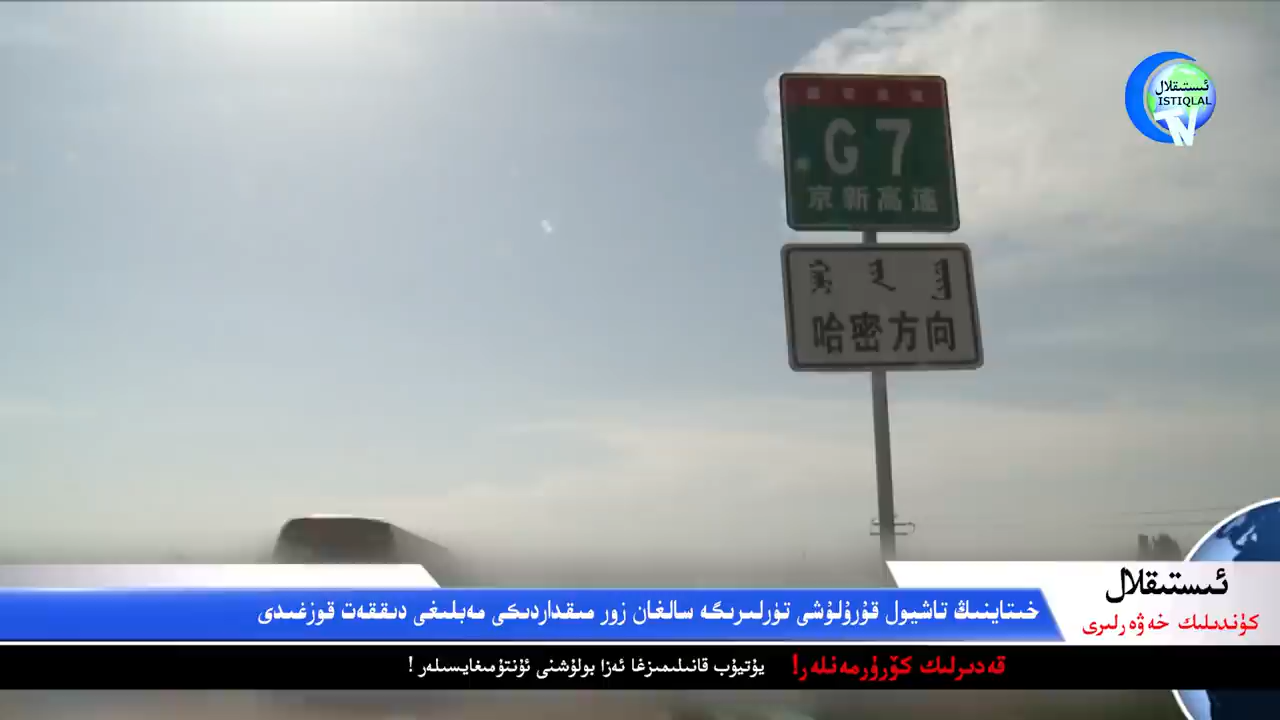 ئىستىقلال
ISTIQLAL
TV
G7
京新高速
哈密方向
ئىستىقلال
كۈندىلىك خەۋەرلىرى
خىتاينىڭ تاشيول قۇرۇلۇشى تۈرلىرىگە سالغان زور مىقداردىكى مەبلىغى دىققەت قوزغىدى
قەدىرلىك كۆرۈرمەنلەر! يۇتيۇب قانىلىمىزغا ئەزا بولۇشنى ئۇنتۇمىغايسىلەر !